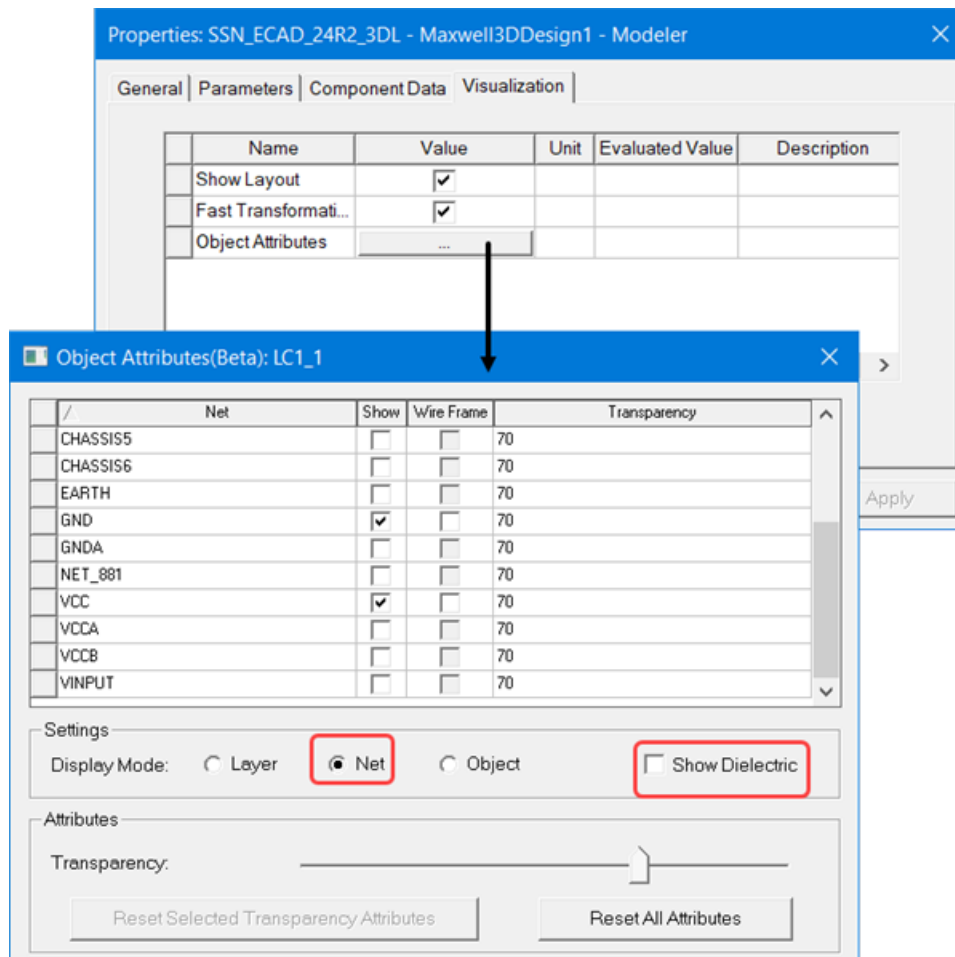 Properties: SSN_ECAD_24R2_3DL - Maxwell3DDesign1 - Modeler
General Parameters Component Data Visualization
Name Value Unit Evaluated Value Description
Show Layout
Fast Transformati...
Object Attributes ...
Object Attributes(Beta): LC1_1
Net Show Wire Frame Transparency
CHASSIS5 70
CHASSIS6 70
EARTH 70
GND 70
GNDA 70
NET_881 70
VCC 70
VCCA 70
VCCB 70
VINPUT 70
Apply
Settings
Display Mode: Layer Net Object Show Dielectric
Attributes
Transparency:
Reset Selected Transparency Attributes Reset All Attributes